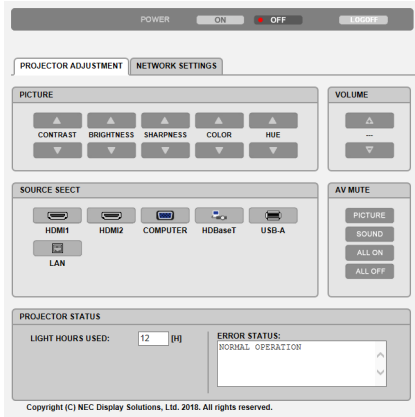 POWER ON OFF LOGOFF
PROJECTOR ADJUSTMENT NETWORK SETTINGS
PICTURE
CONTRAST BRIGHTNESS SHARPNESS COLOR HUE
VOLUME
---
SOURCE SEECT
HDMI1 HDMI2 COMPUTER HDBaseT USB-A
LAN
AV MUTE
PICTURE
SOUND
ALL ON
ALL OFF
PROJECTOR STATUS
LIGHT HOURS USED: 12 [H]
ERROR STATUS:
NORMAL OPERATION
Copyright (C) NEC Display Solutions, Ltd. 2018. All rights reserved.